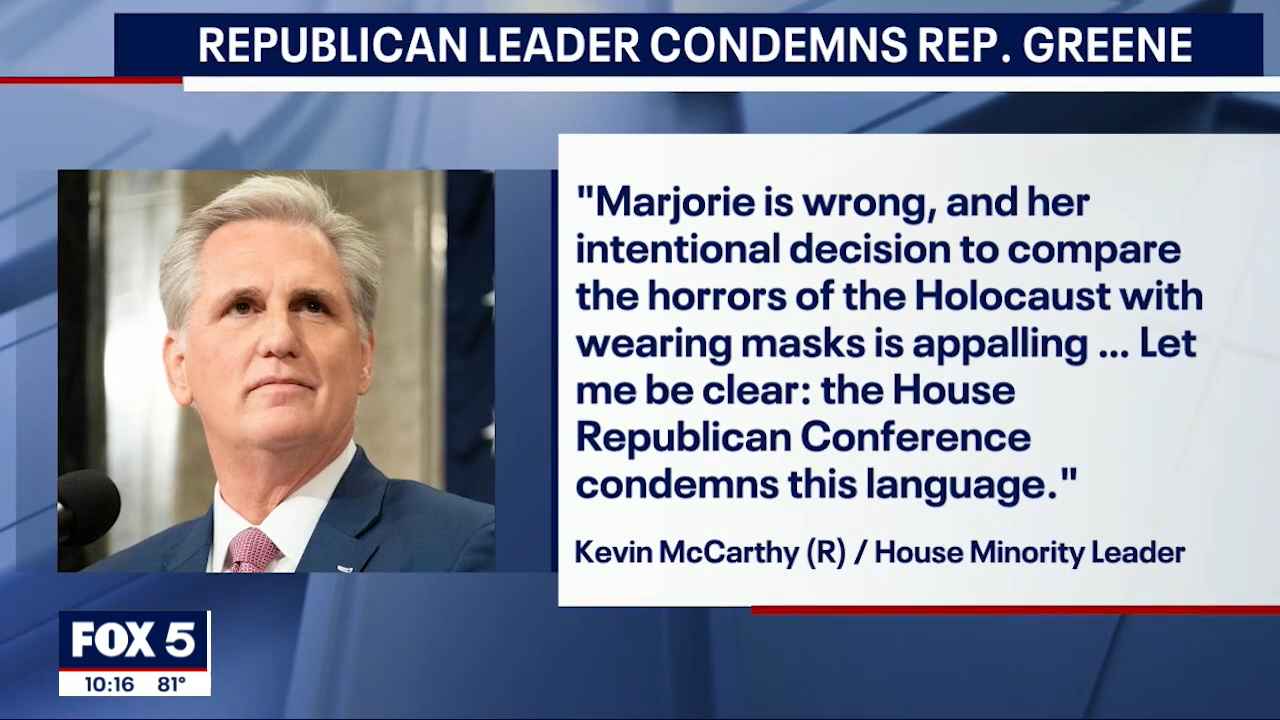 REPUBLICAN LEADER CONDEMNS REP. GREENE
"Marjorie is wrong, and her
intentional decision to compare
the horrors of the Holocaust with
wearing masks is appalling ... Let
me be clear: the House
Republican Conference
condemns this language."
Kevin McCarthy (R) / House Minority Leader
FOX 5
10:16 81°